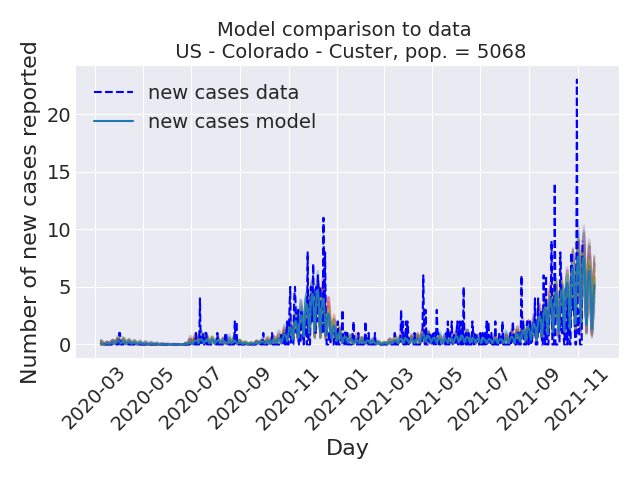 Model comparison to data
US - Colorado - Custer, pop. = 5068
Number of new cases reported
new cases data
new cases model
20
15
10
5
0
2020-03
2020-05
2020-07
2020-09
2020-11
2021-01
2021-03
2021-05
2021-07
2021-09
2021-11
Day